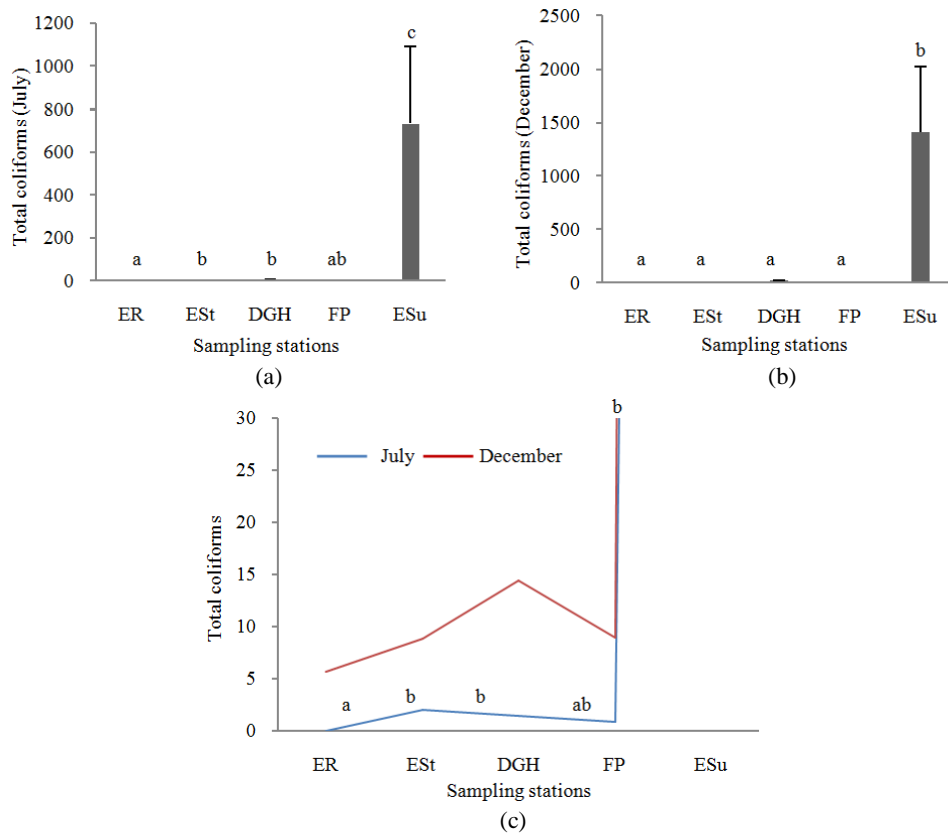 Total coliforms (July)
1200
1000
800
600
400
200
0
a
b
b
ab
c
ER
ESt
DGH
FP
ESu
Sampling stations
(a)
Total coliforms (December)
2500
2000
1500
1000
500
0
a
a
a
a
b
ER
ESt
DGH
FP
ESu
Sampling stations
(b)
Total coliforms
30
25
20
15
10
5
0
July
December
b
a
b
b
ab
ER
ESt
DGH
FP
ESu
Sampling stations
(c)